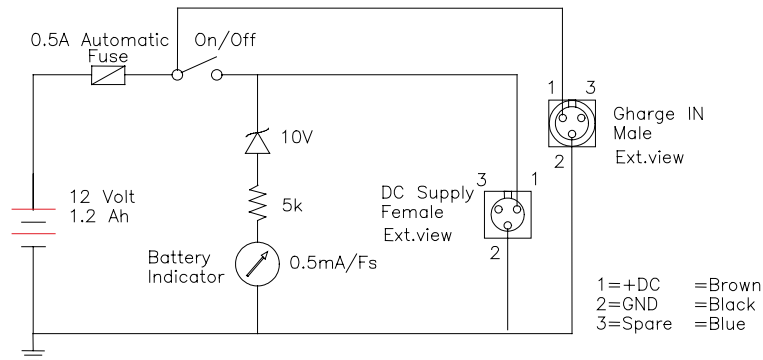 0.5A Automatic
Fuse
On/Off
1
3
Gharge IN
Male
Ext.view
2
10V
12 Volt
1.2 Ah
5k
DC Supply
Female
Ext.view
3
1
2
Battery
Indicator
0.5mA/Fs
1=+DC =Brown
2=GND =Black
3=Spare =Blue